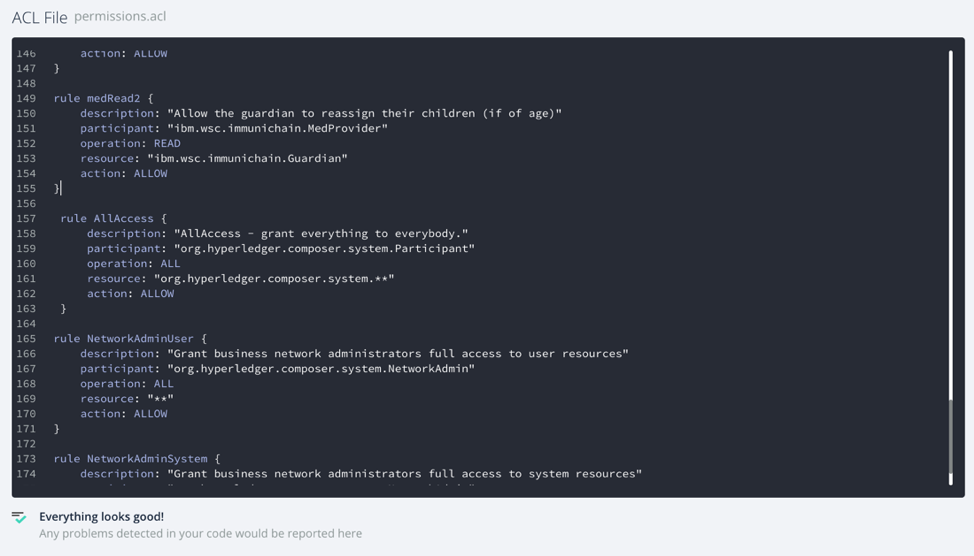 ACL File permissions.acl
146 action: ALLOW
147 }
148
149 rule medRead2 {
150 description: "Allow the guardian to reassign their children (if of age)"
151 participant: "ibm.wsc.immunichain.MedProvider"
152 operation: READ
153 resource: "ibm.wsc.immunichain.Guardian"
154 action: ALLOW
155 }
156
157 rule AllAccess {
158 description: "AllAccess - grant everything to everybody."
159 participant: "org.hyperledger.composer.system.Participant"
160 operation: ALL
161 resource: "org.hyperledger.composer.system.**"
162 action: ALLOW
163 }
164
165 rule NetworkAdminUser {
166 description: "Grant business network administrators full access to user resources"
167 participant: "org.hyperledger.composer.system.NetworkAdmin"
168 operation: ALL
169 resource: "**"
170 action: ALLOW
171 }
172
173 rule NetworkAdminSystem {
174 description: "Grant business network administrators full access to system resources"
Everything looks good!
Any problems detected in your code would be reported here